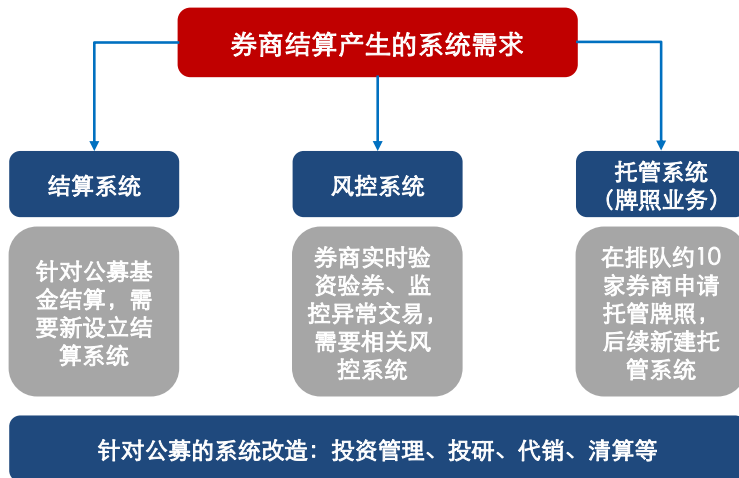 券商结算产生的系统需求
结算系统
风控系统
托管系统
（牌照业务）
针对公募基
金结算，需
要新设立结
算系统
券商实时验
资验券、监
控异常交易，
需要相关风
控系统
在排队约10
家券商申请
托管牌照，
后续新建托
管系统
针对公募的系统改造：投资管理、投研、代销、清算等